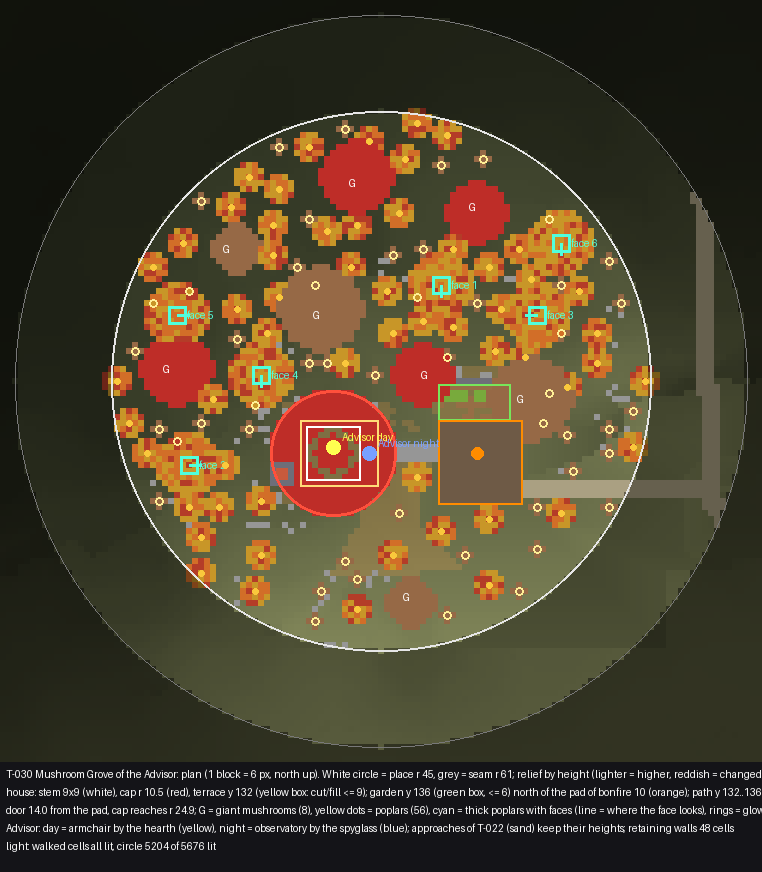 G
G
face 6
G
face 1
G
face 5
face 3
G
face 4
G
G
Advisor day
Advisor night
face
G
T-030 Mushroom Grove of the Advisor: plan (1 block = 6 px, north up). White circle = place r 45, grey = seam r 61; relief by height (lighter = higher, reddish = changed
house: stem 9x9 (white), cap r 10.5 (red), terrace y 132 (yellow box cut/fill <= 9); garden y 136 (green box, <= 6) north of the pad of bonfire 10 (orange); path y 132..136
door 14.0 from the pad, cap reaches r 24.9; G = giant mushrooms (8), yellow dots = poplars (56), cyan = thick poplars with faces (line = where the face looks), rings = glow
Advisor: day = armchair by the hearth (yellow), night = observatory by the spyglass (blue); approaches of T-022 (sand) keep their heights; retaining walls 48 cells
light: walked cells all lit, circle 5204 of 5676 lit